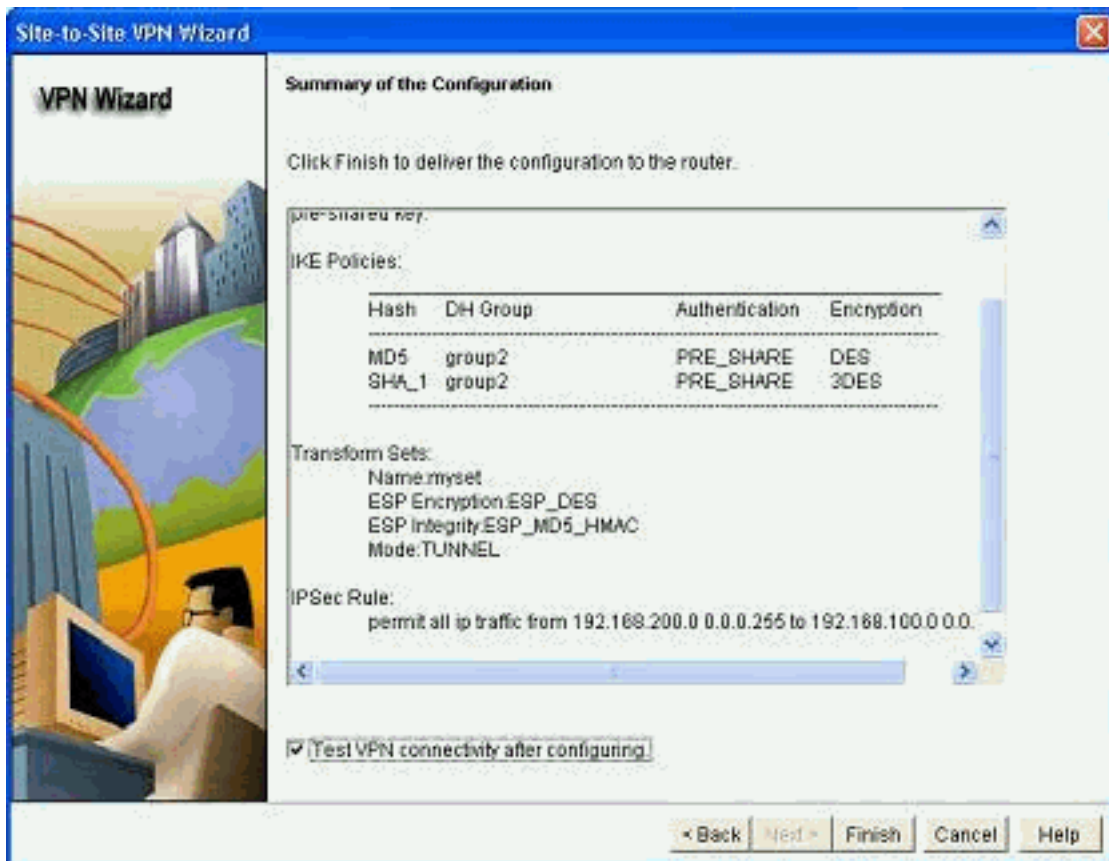 Site-to-Site VPN Wizard
VPN Wizard
Summary of the Configuration
Click Finish to deliver the configuration to the router.
pre-shared key.
IKE Policies:
Hash DH Group Authentication Encryption
MD5 group2 PRE_SHARE DES
SHA_1 group2 PRE_SHARE 3DES
Transform Sets:
Name:myset
ESP Encryption:ESP_DES
ESP Integrity:ESP_MD5_HMAC
Mode:TUNNEL
IPSec Rule:
permit all ip traffic from 192.168.200.0 0.0.0.255 to 192.168.100.0 0.0.
Test VPN connectivity after configuring.
< Back Next > Finish Cancel Help